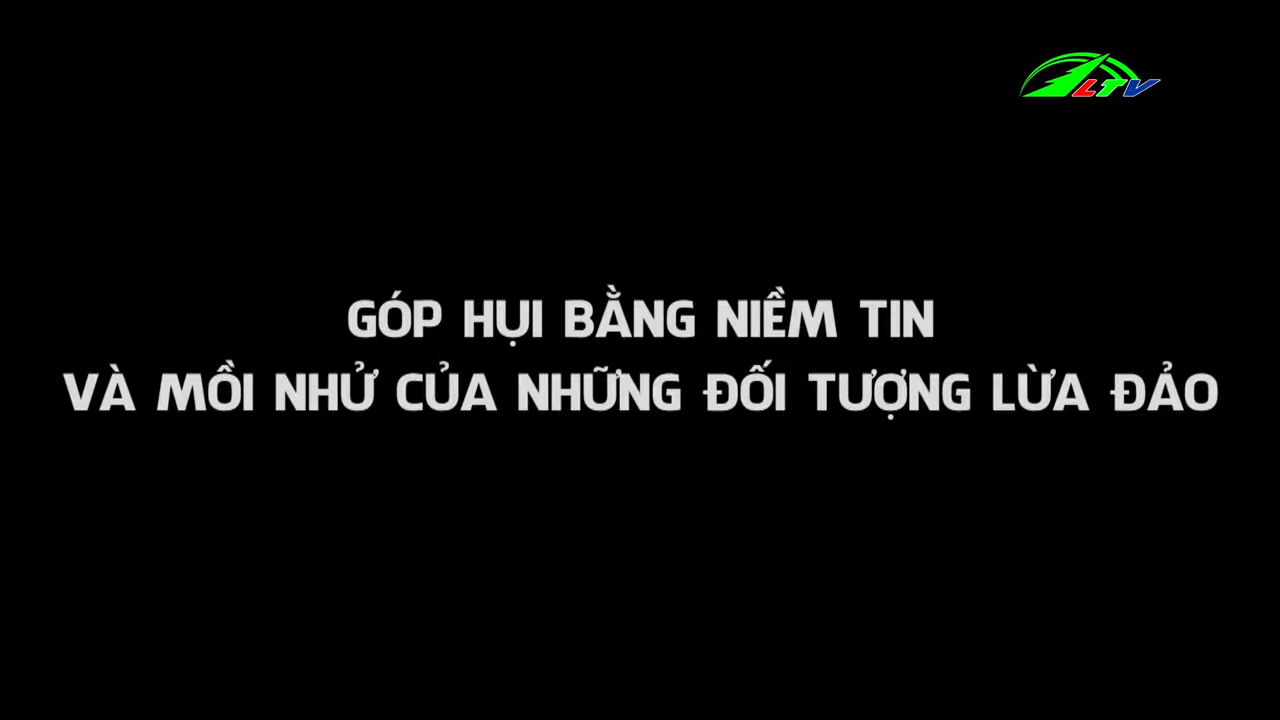 LTV
GÓP HỤI BẰNG NIỀM TIN
VÀ MỒI NHỬ CỦA NHỮNG ĐỐI TƯỢNG LỪA ĐẢO